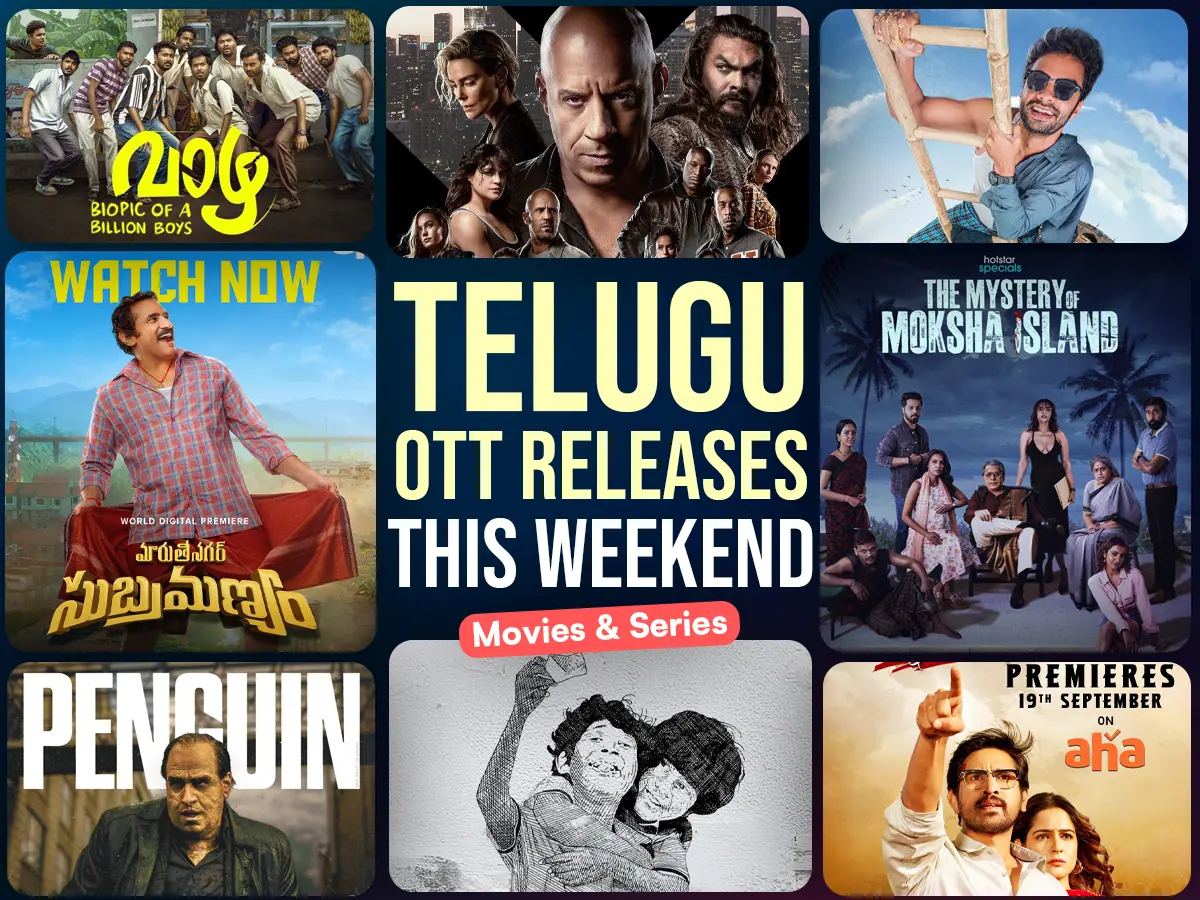 വാഴ
BIOPIC OF A
BILLION BOYS
WATCH NOW
WORLD DIGITAL PREMIERE
మారుతీనగర్
సుబ్రమణ్యం
TELUGU
OTT RELEASES
THIS WEEKEND
Movies & Series
hotstar
specials
THE MYSTERY OF
MOKSHA ISLAND
PENGUIN
PREMIERES
19TH SEPTEMBER
ON
aha